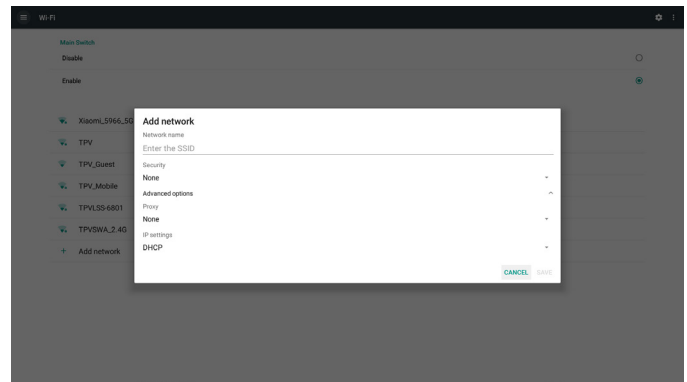 Wi-Fi
Main Switch
Disable
Enable
Xiaomi_5966_5G
TPV
TPV_Guest
TPV_Mobile
TPVLSS-6801
TPVSWA_2.4G
+ Add network
Add network
Network name
Enter the SSID
Security
None
Advanced options
Proxy
None
IP settings
DHCP
CANCEL SAVE